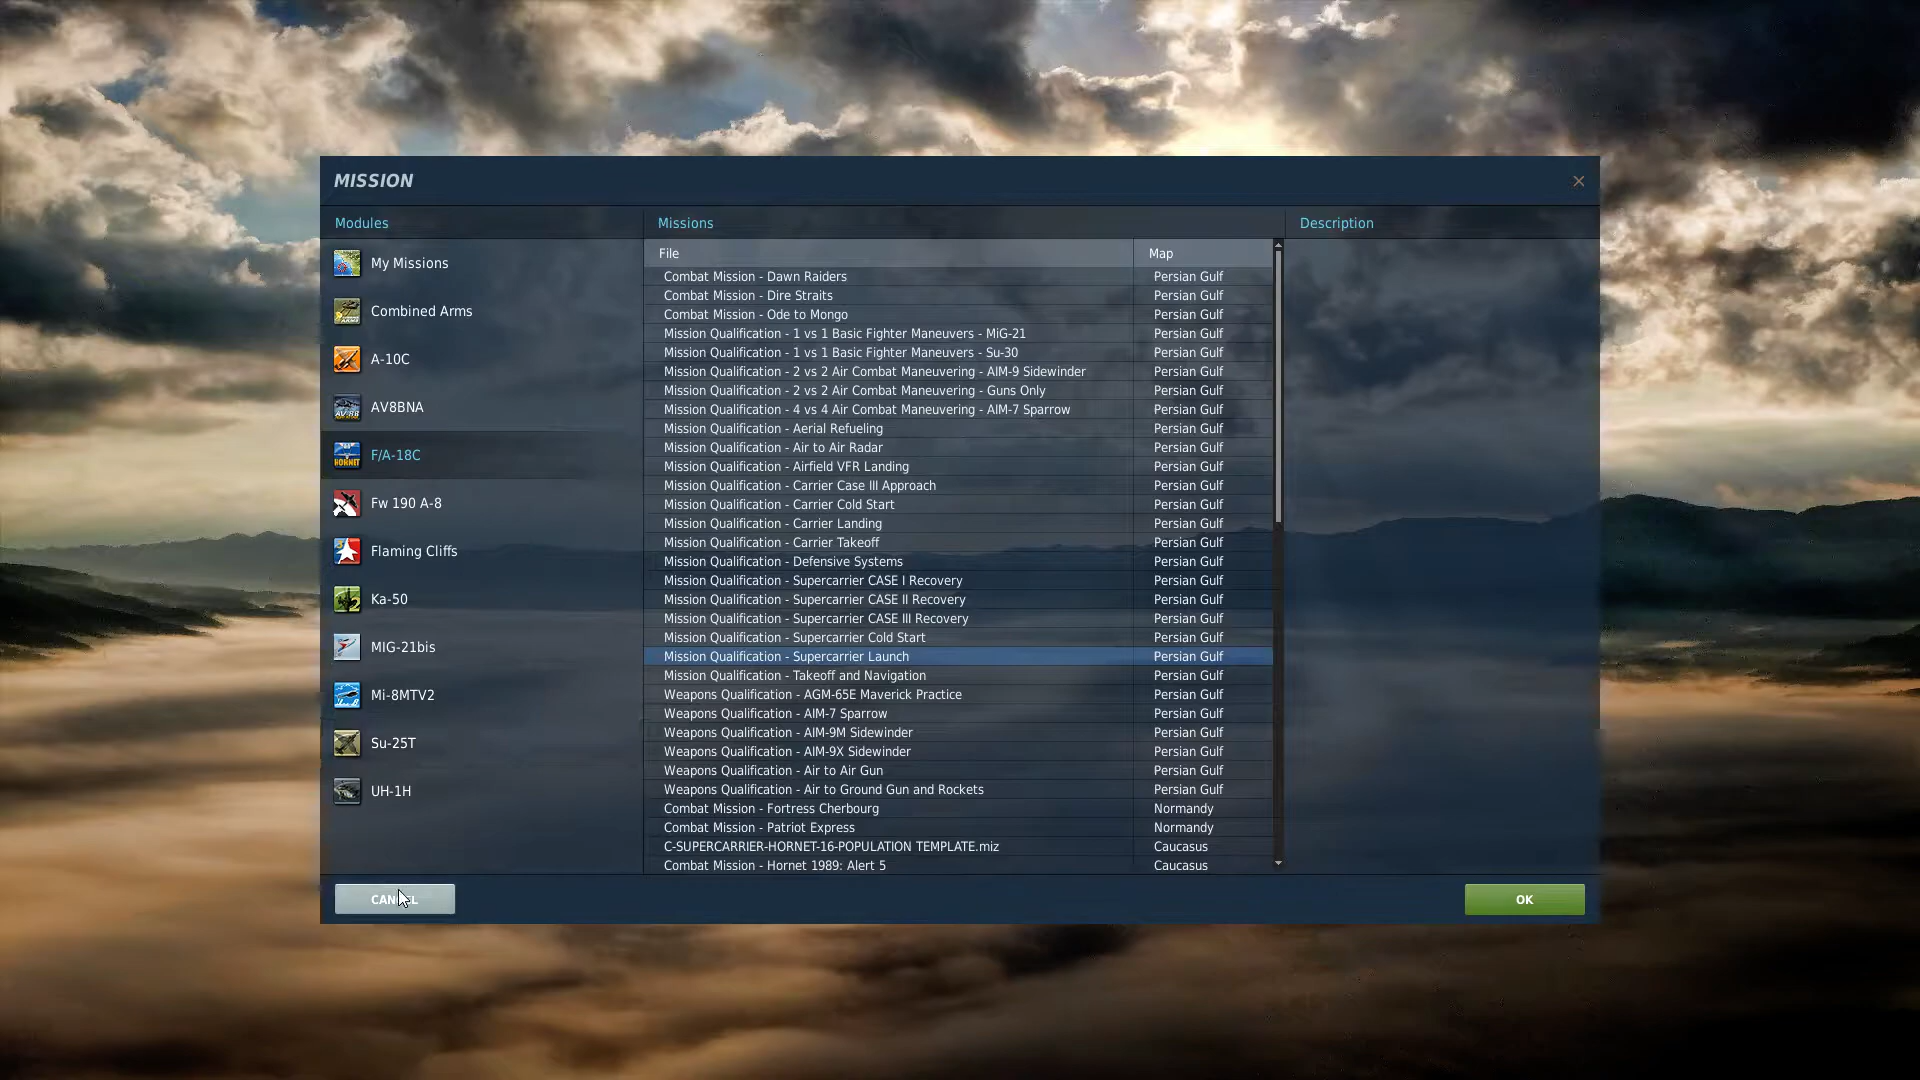 MISSION
Modules
Missions
Description
My Missions
Combined Arms
A-10C
AV8BNA
F/A-18C
Fw 190 A-8
Flaming Cliffs
Ka-50
MIG-21bis
Mi-8MTV2
Su-25T
UH-1H
File Map
Combat Mission - Dawn Raiders Persian Gulf
Combat Mission - Dire Straits Persian Gulf
Combat Mission - Ode to Mongo Persian Gulf
Mission Qualification - 1 vs 1 Basic Fighter Maneuvers - MiG-21 Persian Gulf
Mission Qualification - 1 vs 1 Basic Fighter Maneuvers - Su-30 Persian Gulf
Mission Qualification - 2 vs 2 Air Combat Maneuvering - AIM-9 Sidewinder Persian Gulf
Mission Qualification - 2 vs 2 Air Combat Maneuvering - Guns Only Persian Gulf
Mission Qualification - 4 vs 4 Air Combat Maneuvering - AIM-7 Sparrow Persian Gulf
Mission Qualification - Aerial Refueling Persian Gulf
Mission Qualification - Air to Air Radar Persian Gulf
Mission Qualification - Airfield VFR Landing Persian Gulf
Mission Qualification - Carrier Case III Approach Persian Gulf
Mission Qualification - Carrier Cold Start Persian Gulf
Mission Qualification - Carrier Landing Persian Gulf
Mission Qualification - Carrier Takeoff Persian Gulf
Mission Qualification - Defensive Systems Persian Gulf
Mission Qualification - Supercarrier CASE I Recovery Persian Gulf
Mission Qualification - Supercarrier CASE II Recovery Persian Gulf
Mission Qualification - Supercarrier CASE III Recovery Persian Gulf
Mission Qualification - Supercarrier Cold Start Persian Gulf
Mission Qualification - Supercarrier Launch Persian Gulf
Mission Qualification - Takeoff and Navigation Persian Gulf
Weapons Qualification - AGM-65E Maverick Practice Persian Gulf
Weapons Qualification - AIM-7 Sparrow Persian Gulf
Weapons Qualification - AIM-9M Sidewinder Persian Gulf
Weapons Qualification - AIM-9X Sidewinder Persian Gulf
Weapons Qualification - Air to Air Gun Persian Gulf
Weapons Qualification - Air to Ground Gun and Rockets Persian Gulf
Combat Mission - Fortress Cherbourg Normandy
Combat Mission - Patriot Express Normandy
C-SUPERCARRIER-HORNET-16-POPULATION TEMPLATE.miz Caucasus
Combat Mission - Hornet 1989: Alert 5 Caucasus
OK